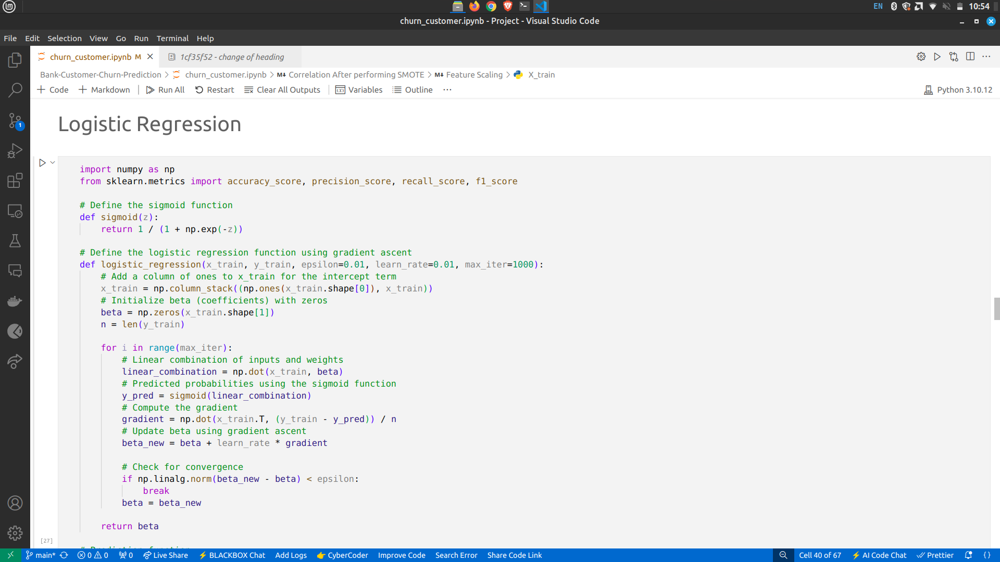 EN 10:54
churn_customer.ipynb - Project - Visual Studio Code
File Edit Selection View Go Run Terminal Help
churn_customer.ipynb M 1cf35f52 - change of heading
Bank-Customer-Churn-Prediction > churn_customer.ipynb > M↓ Correlation After performing SMOTE > M↓ Feature Scaling > X_train
+ Code + Markdown Run All Restart Clear All Outputs Variables Outline ... Python 3.10.12
1
Logistic Regression
import numpy as np
from sklearn.metrics import accuracy_score, precision_score, recall_score, f1_score
# Define the sigmoid function
def sigmoid(z):
    return 1 / (1 + np.exp(-z))
# Define the logistic regression function using gradient ascent
def logistic_regression(x_train, y_train, epsilon=0.01, learn_rate=0.01, max_iter=1000):
    # Add a column of ones to x_train for the intercept term
    x_train = np.column_stack((np.ones(x_train.shape[0]), x_train))
    # Initialize beta (coefficients) with zeros
    beta = np.zeros(x_train.shape[1])
    n = len(y_train)
    for i in range(max_iter):
        # Linear combination of inputs and weights
        linear_combination = np.dot(x_train, beta)
        # Predicted probabilities using the sigmoid function
        y_pred = sigmoid(linear_combination)
        # Compute the gradient
        gradient = np.dot(x_train.T, (y_train - y_pred)) / n
        # Update beta using gradient ascent
        beta_new = beta + learn_rate * gradient
        # Check for convergence
        if np.linalg.norm(beta_new - beta) < epsilon:
            break
        beta = beta_new
    return beta
[27]
main* 0 0 0 Live Share BLACKBOX Chat Add Logs CyberCoder Improve Code Search Error Share Code Link Cell 40 of 67 AI Code Chat Prettier {}